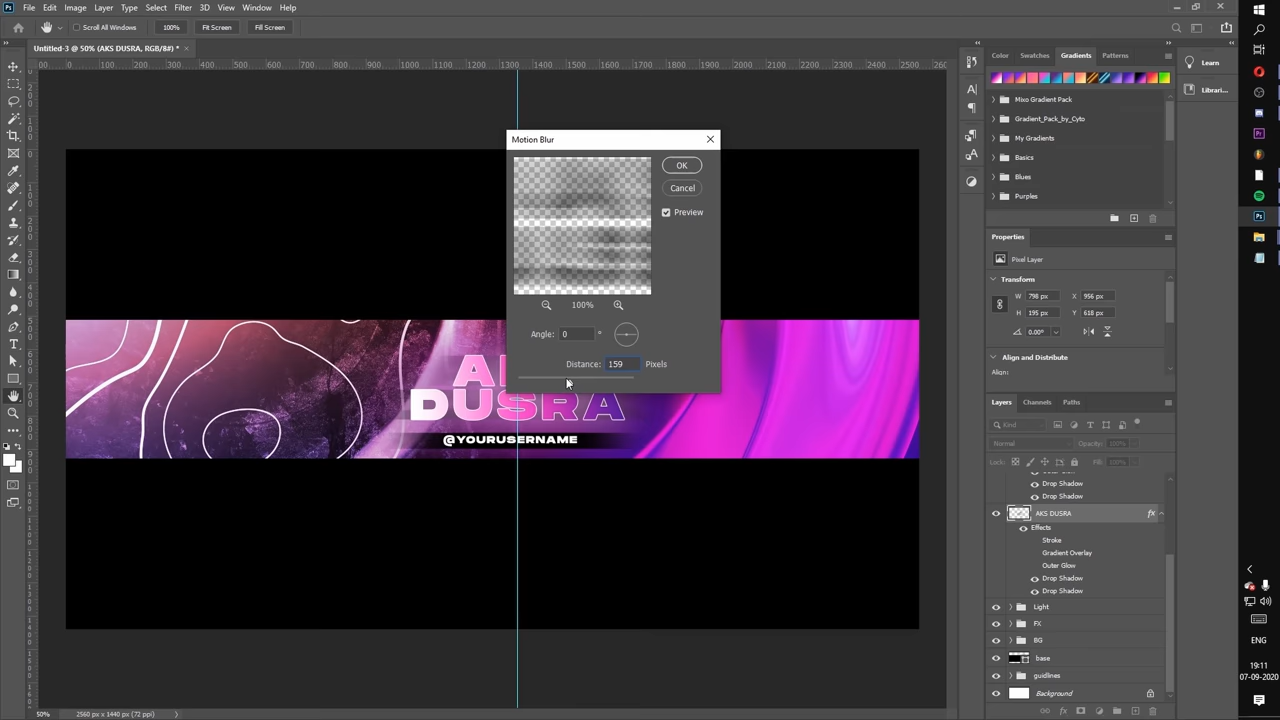 Ps File Edit Image Layer Type Select Filter 3D View Window Help
Scroll All Windows 100% Fit Screen Fill Screen
Untitled-3 @ 50% (AKS DUSRA, RGB/8#) *
Color Swatches Gradients Patterns
Learn
Librari...
Mixo Gradient Pack
Gradient_Pack_by_Cyto
My Gradients
Basics
Blues
Purples
Motion Blur
OK
Cancel
Preview
100%
Angle: 0 °
Distance: 159 Pixels
DUSRA
@YOURUSERNAME
Properties
Pixel Layer
Transform
W 798 px X 956 px
H 195 px Y 618 px
0.00°
Align and Distribute
Align:
Layers Channels Paths
Kind
Normal Opacity: 100%
Lock: Fill: 100%
Drop Shadow
Drop Shadow
AKS DUSRA fx
Effects
Stroke
Gradient Overlay
Outer Glow
Drop Shadow
Drop Shadow
Light
FX
BG
base
guidlines
Background
50% 2560 px x 1440 px (72 ppi)
ENG
19:11
07-09-2020